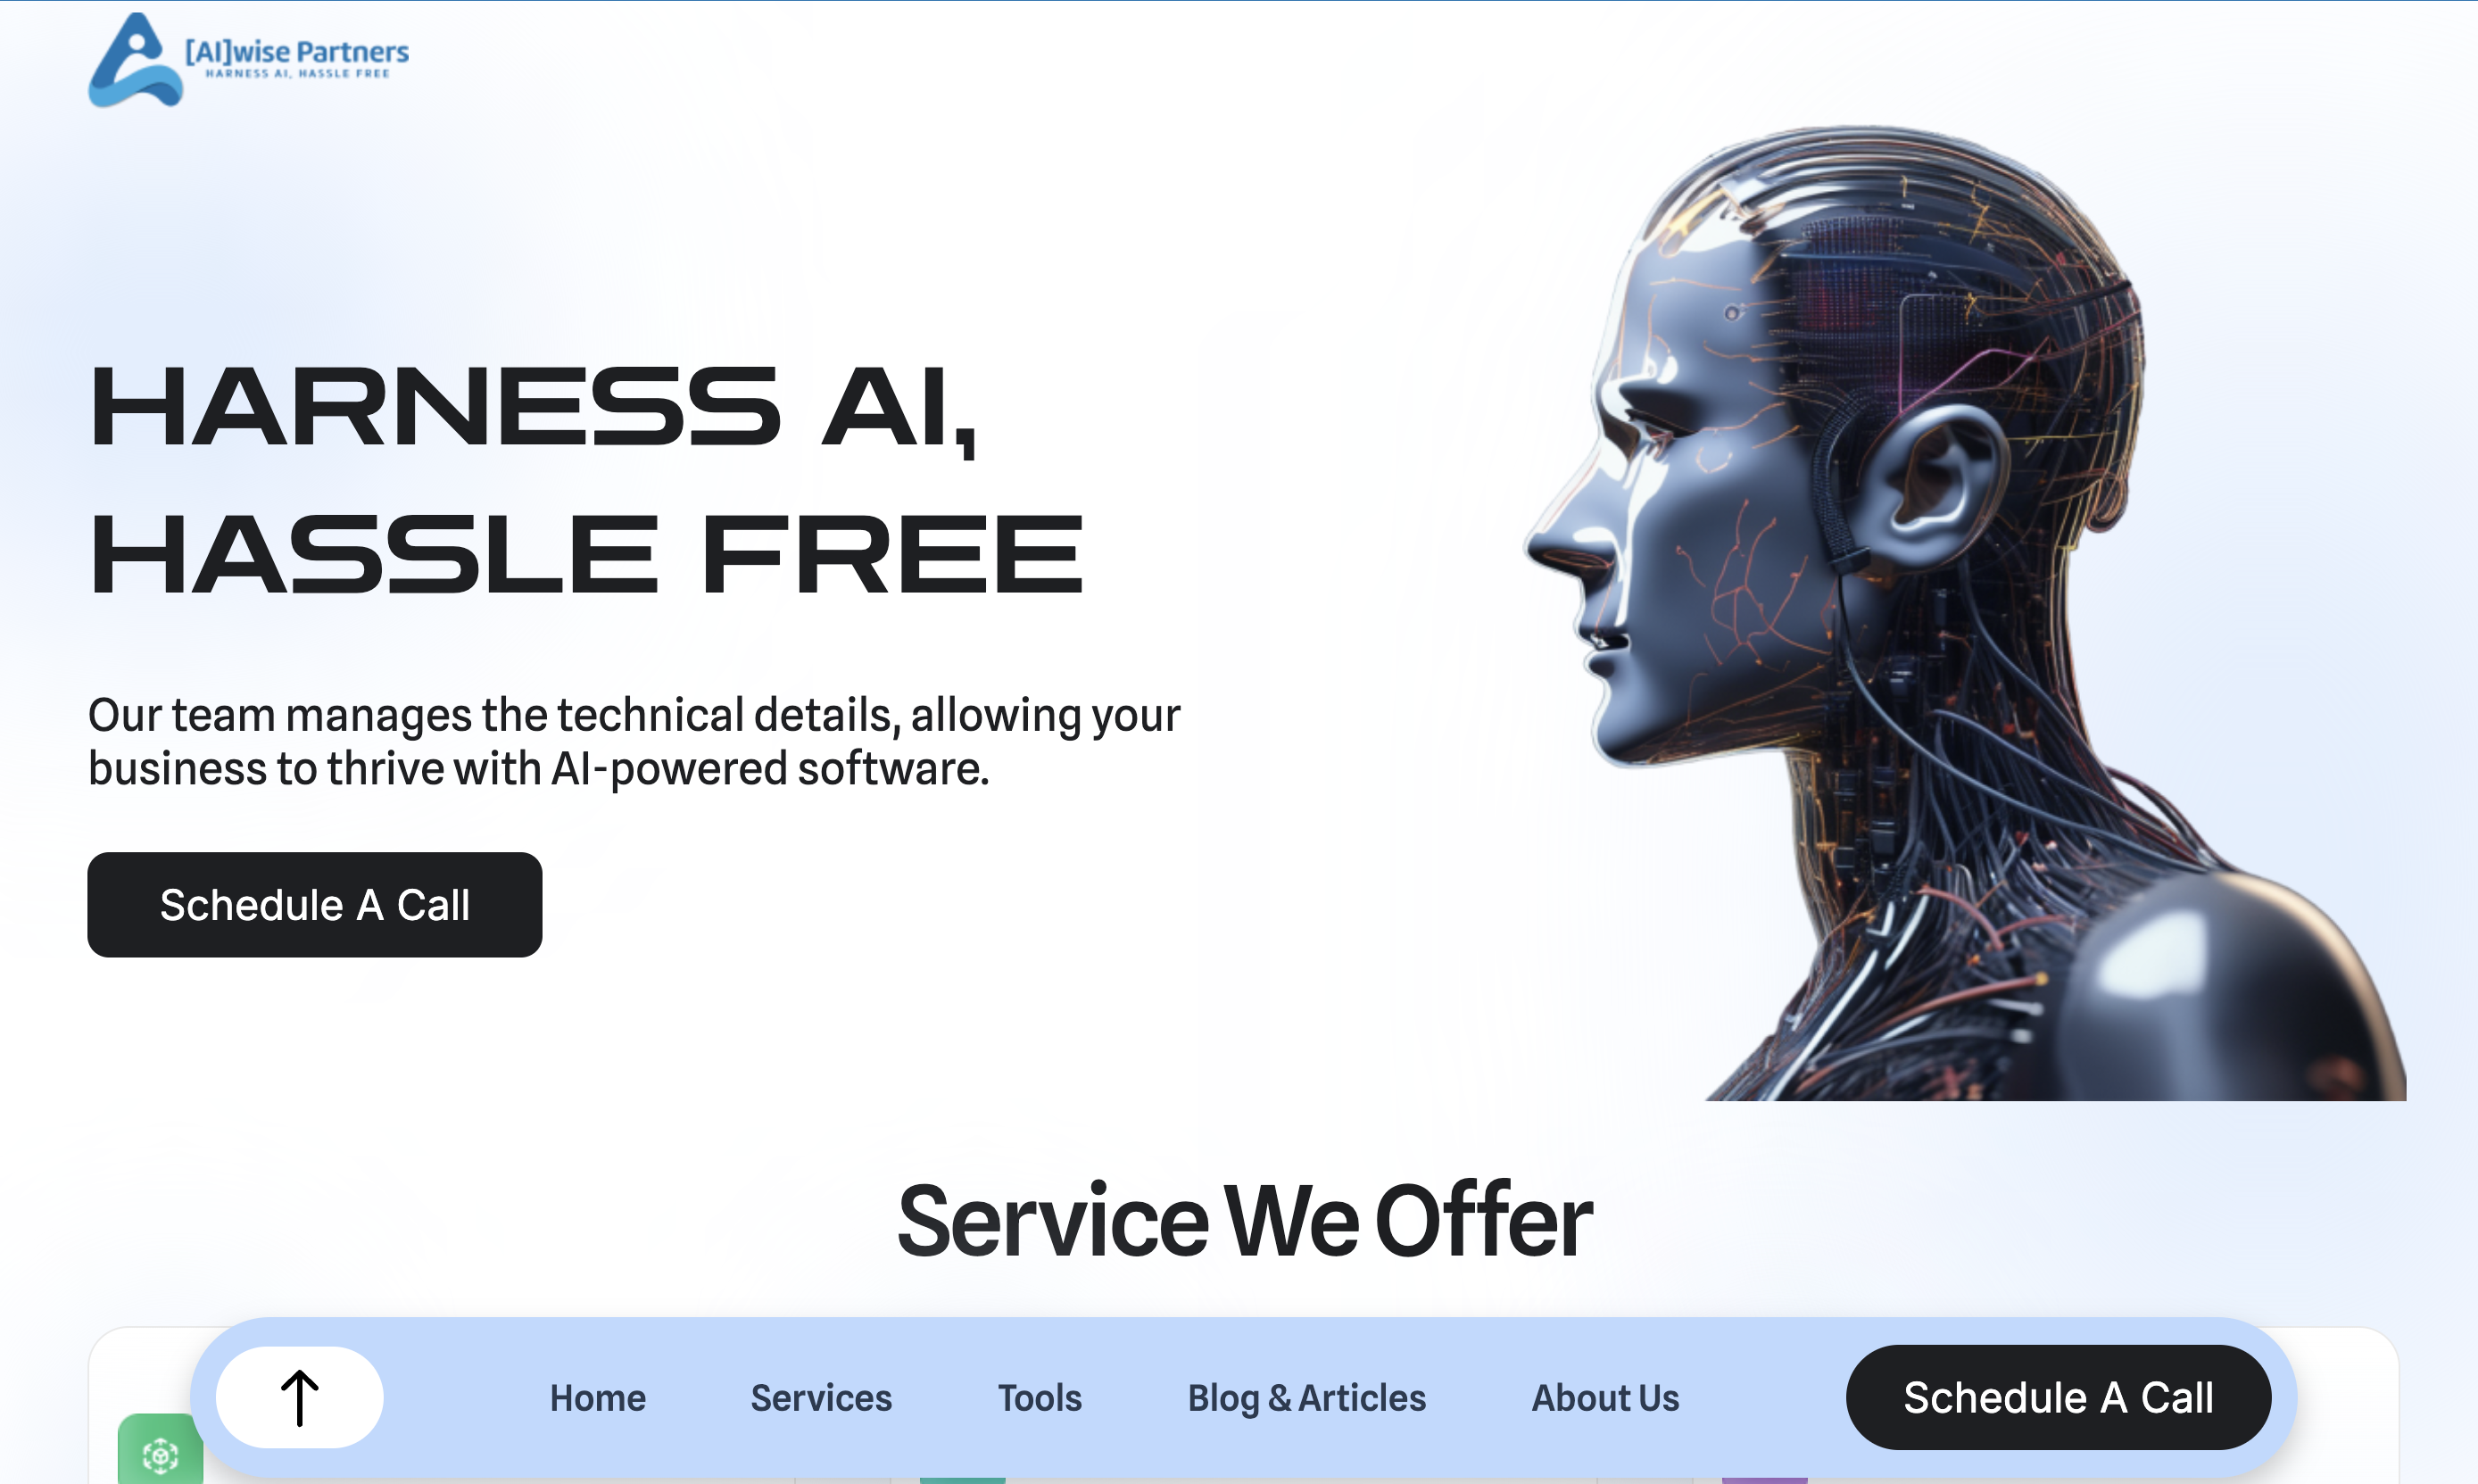 [AI]wise Partners
HARNESS AI, HASSLE FREE
HARNESS AI,
HASSLE FREE
Our team manages the technical details, allowing your
business to thrive with AI-powered software.
Schedule A Call
Service We Offer
Home
Services
Tools
Blog & Articles
About Us
Schedule A Call